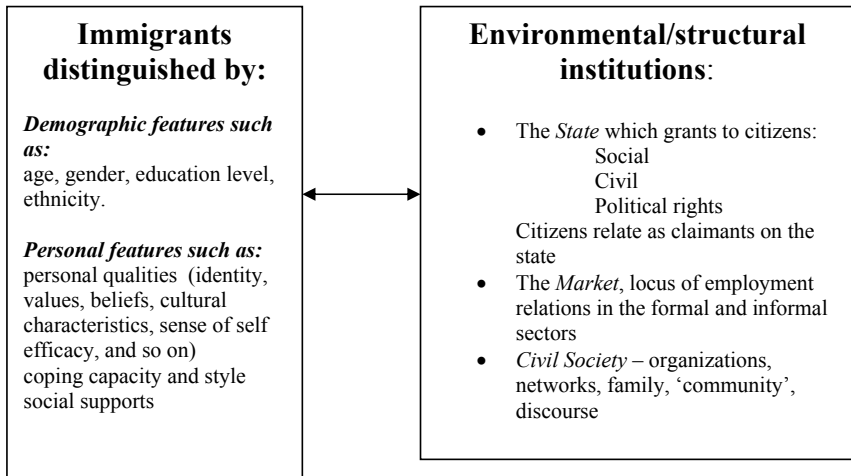 Immigrants
distinguished by:
Demographic features such
as:
age, gender, education level,
ethnicity.
Personal features such as:
personal qualities  (identity,
values, beliefs, cultural
characteristics, sense of self
efficacy, and so on)
coping capacity and style
social supports
Environmental/structural
institutions:
• The State which grants to citizens:
Social
Civil
Political rights
Citizens relate as claimants on the
state
• The Market, locus of employment
relations in the formal and informal
sectors
• Civil Society – organizations,
networks, family, ‘community’,
discourse